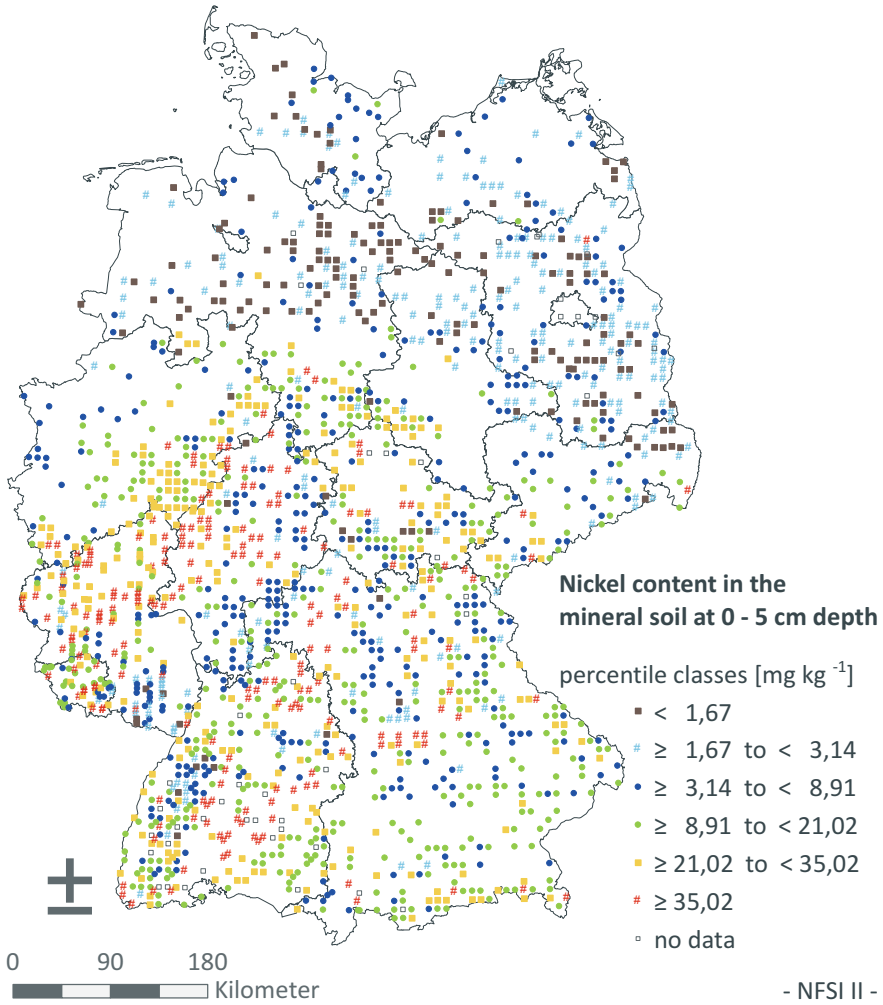 Nickel content in the
mineral soil at 0 - 5 cm depth
percentile classes [mg kg -1]
< 1,67
≥ 1,67 to < 3,14
≥ 3,14 to < 8,91
≥ 8,91 to < 21,02
≥ 21,02 to < 35,02
≥ 35,02
no data
0 90 180
Kilometer
- NFSI II -